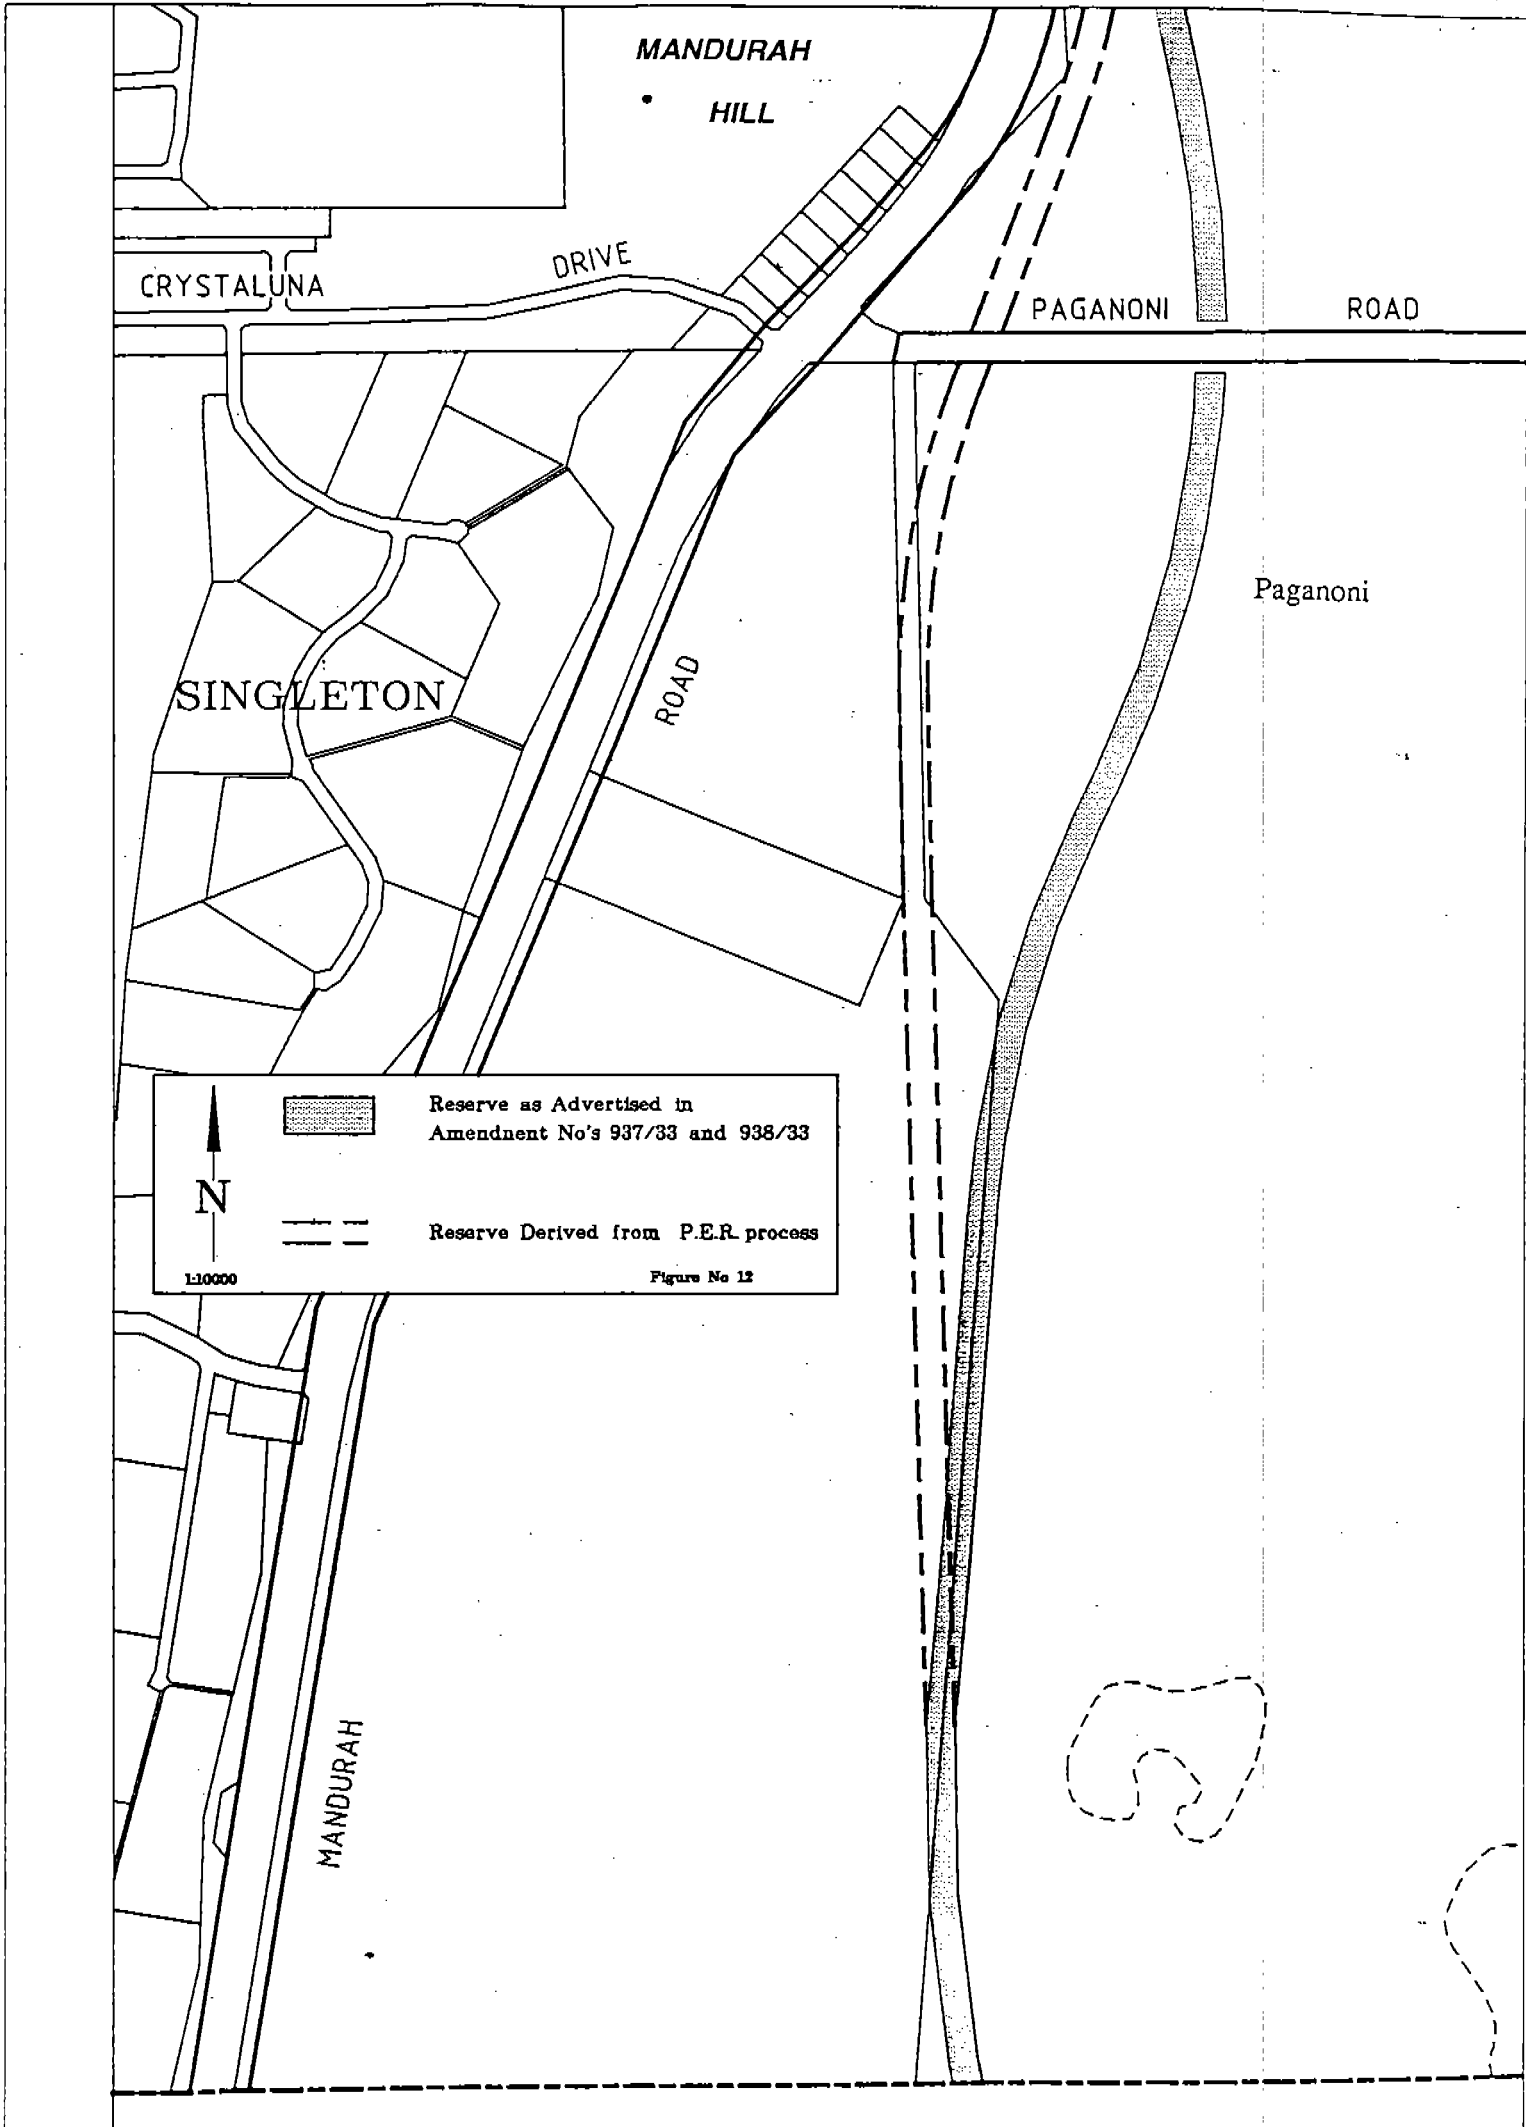 MANDURAH
HILL
CRYSTALUNA
DRIVE
PAGANONI
ROAD
Paganoni
SINGLETON
ROAD
Reserve as Advertised in
Amendnent No's 937/33 and 938/33
N
Reserve Derived from P.E.R. process
1:10000
Figure No 12
MANDURAH